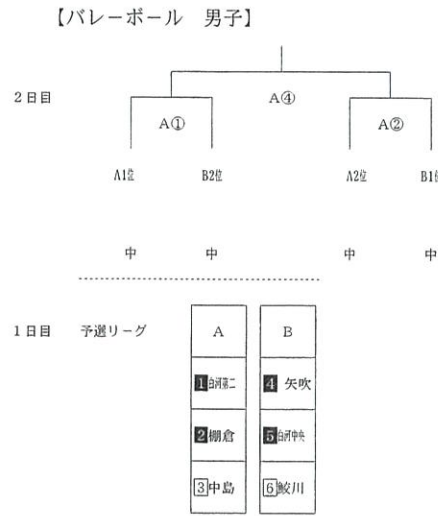 【バレーボール 男子】
2日目
A④
A① A②
A1位 B2位 A2位 B1位
中 中 中 中
1日目 予選リーグ A B
1 白河第二 4 矢吹
2 棚倉 5 白河中央
3 中島 6 鮫川